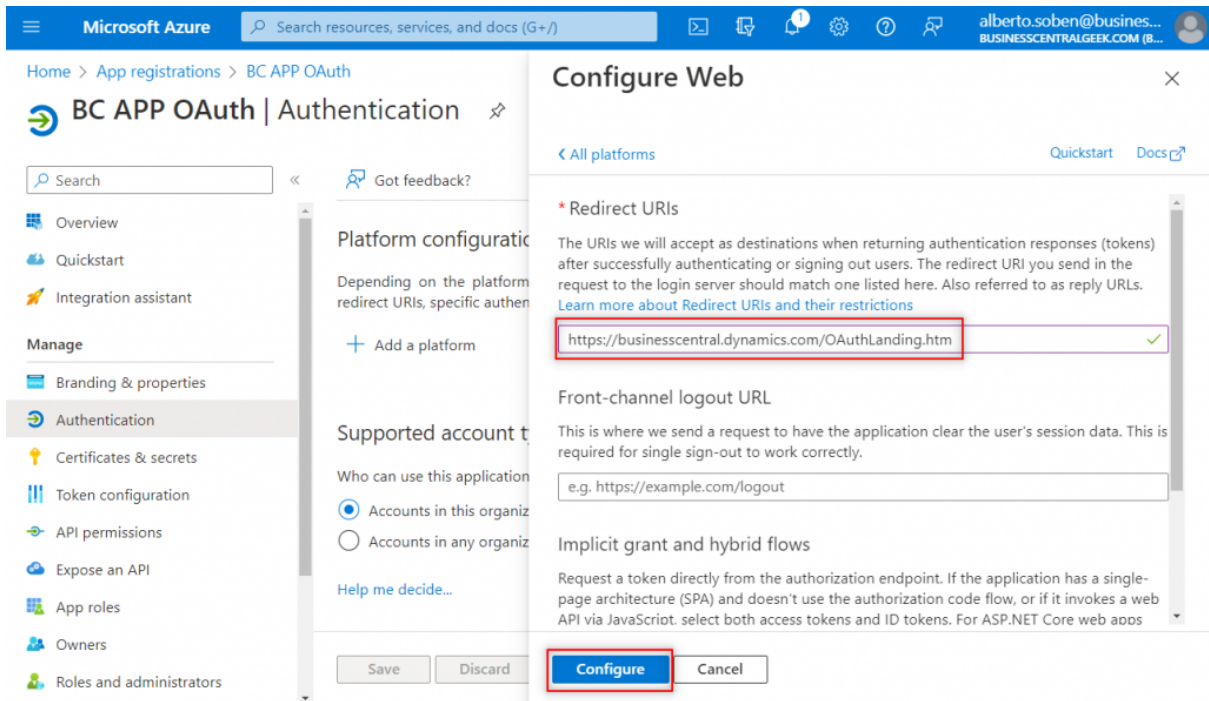 Microsoft Azure
Search resources, services, and docs (G+/)
1
alberto.soben@busines...
BUSINESSCENTRALGEEK.COM (B...
Home > App registrations > BC APP OAuth
BC APP OAuth | Authentication
Search
«
Overview
Quickstart
Integration assistant
Manage
Branding & properties
Authentication
Certificates & secrets
Token configuration
API permissions
Expose an API
App roles
Owners
Roles and administrators
Got feedback?
Platform configuratio
Depending on the platform
redirect URIs, specific authen
Add a platform
Supported account t
Who can use this application
Accounts in this organiz
Accounts in any organiz
Help me decide...
Save Discard
Configure Web
All platforms
Quickstart Docs
* Redirect URIs
The URIs we will accept as destinations when returning authentication responses (tokens)
after successfully authenticating or signing out users. The redirect URI you send in the
request to the login server should match one listed here. Also referred to as reply URLs.
Learn more about Redirect URIs and their restrictions
https://businesscentral.dynamics.com/OAuthLanding.htm
Front-channel logout URL
This is where we send a request to have the application clear the user's session data. This is
required for single sign-out to work correctly.
e.g. https://example.com/logout
Implicit grant and hybrid flows
Request a token directly from the authorization endpoint. If the application has a single-
page architecture (SPA) and doesn't use the authorization code flow, or if it invokes a web
API via JavaScript, select both access tokens and ID tokens. For ASP.NET Core web apps
Configure Cancel